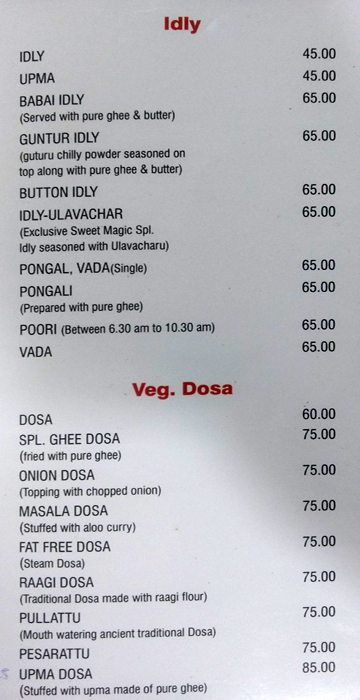 Idly
IDLY 45.00
UPMA 45.00
BABAI IDLY 65.00
(Served with pure ghee & butter)
GUNTUR IDLY 65.00
(guturu chilly powder seasoned on
top along with pure ghee & butter)
BUTTON IDLY 65.00
IDLY-ULAVACHAR 65.00
(Exclusive Sweet Magic Spl.
Idly seasoned with Ulavacharu)
PONGAL, VADA(Single) 65.00
PONGALI 65.00
(Prepared with pure ghee)
POORI (Between 6.30 am to 10.30 am) 65.00
VADA 65.00
Veg. Dosa
DOSA 60.00
SPL. GHEE DOSA 75.00
(fried with pure ghee)
ONION DOSA 75.00
(Topping with chopped onion)
MASALA DOSA 75.00
(Stuffed with aloo curry)
FAT FREE DOSA 75.00
(Steam Dosa)
RAAGI DOSA 75.00
(Traditional Dosa made with raagi flour)
PULLATTU 75.00
(Mouth watering ancient traditional Dosa)
PESARATTU 75.00
UPMA DOSA 85.00
(Stuffed with upma made of pure ghee)